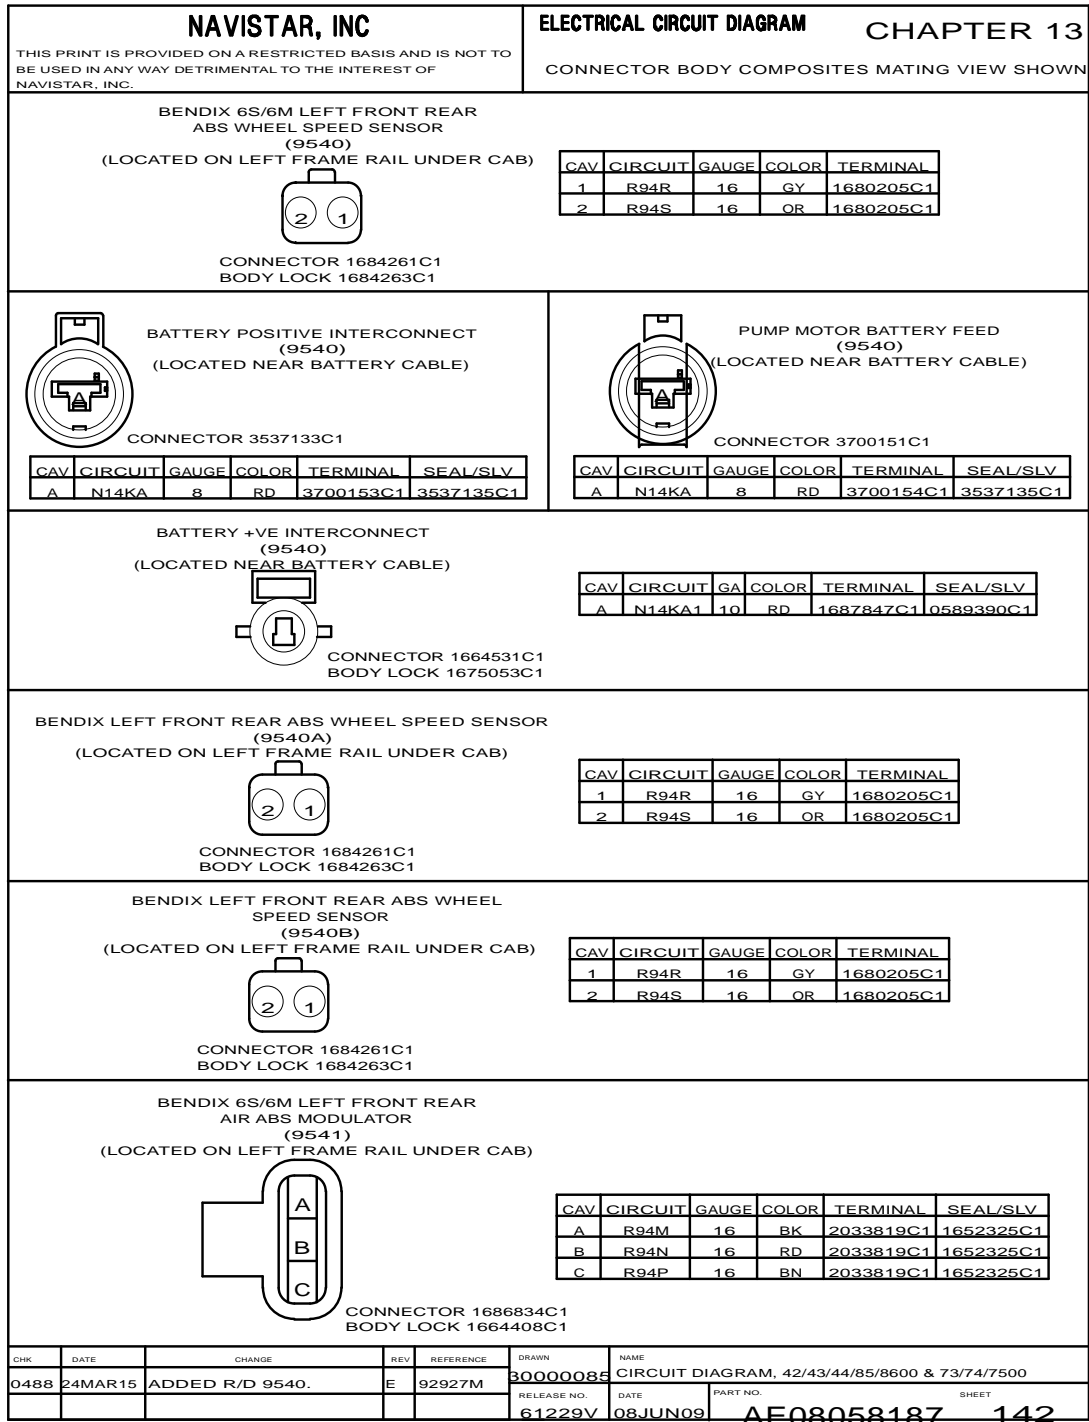 NAVISTAR, INC
THIS PRINT IS PROVIDED ON A RESTRICTED BASIS AND IS NOT TO
BE USED IN ANY WAY DETRIMENTAL TO THE INTEREST OF
NAVISTAR, INC.
ELECTRICAL CIRCUIT DIAGRAM
CHAPTER 13
CONNECTOR BODY COMPOSITES MATING VIEW SHOWN
BENDIX 6S/6M LEFT FRONT REAR
ABS WHEEL SPEED SENSOR
(9540)
(LOCATED ON LEFT FRAME RAIL UNDER CAB)
2 1
CONNECTOR 1684261C1
BODY LOCK 1684263C1
CAV CIRCUIT GAUGE COLOR TERMINAL
1 R94R 16 GY 1680205C1
2 R94S 16 OR 1680205C1
BATTERY POSITIVE INTERCONNECT
(9540)
(LOCATED NEAR BATTERY CABLE)
A
CONNECTOR 3537133C1
CAV CIRCUIT GAUGE COLOR TERMINAL SEAL/SLV
A N14KA 8 RD 3700153C1 3537135C1
PUMP MOTOR BATTERY FEED
(9540)
(LOCATED NEAR BATTERY CABLE)
A
CONNECTOR 3700151C1
CAV CIRCUIT GAUGE COLOR TERMINAL SEAL/SLV
A N14KA 8 RD 3700154C1 3537135C1
BATTERY +VE INTERCONNECT
(9540)
(LOCATED NEAR BATTERY CABLE)
CONNECTOR 1664531C1
BODY LOCK 1675053C1
CAV CIRCUIT GA COLOR TERMINAL SEAL/SLV
A N14KA1 10 RD 1687847C1 0589390C1
BENDIX LEFT FRONT REAR ABS WHEEL SPEED SENSOR
(9540A)
(LOCATED ON LEFT FRAME RAIL UNDER CAB)
2 1
CONNECTOR 1684261C1
BODY LOCK 1684263C1
CAV CIRCUIT GAUGE COLOR TERMINAL
1 R94R 16 GY 1680205C1
2 R94S 16 OR 1680205C1
BENDIX LEFT FRONT REAR ABS WHEEL
SPEED SENSOR
(9540B)
(LOCATED ON LEFT FRAME RAIL UNDER CAB)
2 1
CONNECTOR 1684261C1
BODY LOCK 1684263C1
CAV CIRCUIT GAUGE COLOR TERMINAL
1 R94R 16 GY 1680205C1
2 R94S 16 OR 1680205C1
BENDIX 6S/6M LEFT FRONT REAR
AIR ABS MODULATOR
(9541)
(LOCATED ON LEFT FRAME RAIL UNDER CAB)
A
B
C
CONNECTOR 1686834C1
BODY LOCK 1664408C1
CAV CIRCUIT GAUGE COLOR TERMINAL SEAL/SLV
A R94M 16 BK 2033819C1 1652325C1
B R94N 16 RD 2033819C1 1652325C1
C R94P 16 BN 2033819C1 1652325C1
CHK DATE CHANGE REV REFERENCE
0488 24MAR15 ADDED R/D 9540. E 92927M
DRAWN
30000085
NAME
CIRCUIT DIAGRAM, 42/43/44/85/8600 & 73/74/7500
RELEASE NO. DATE PART NO. SHEET
61229V 08JUN09 AE08058187 142